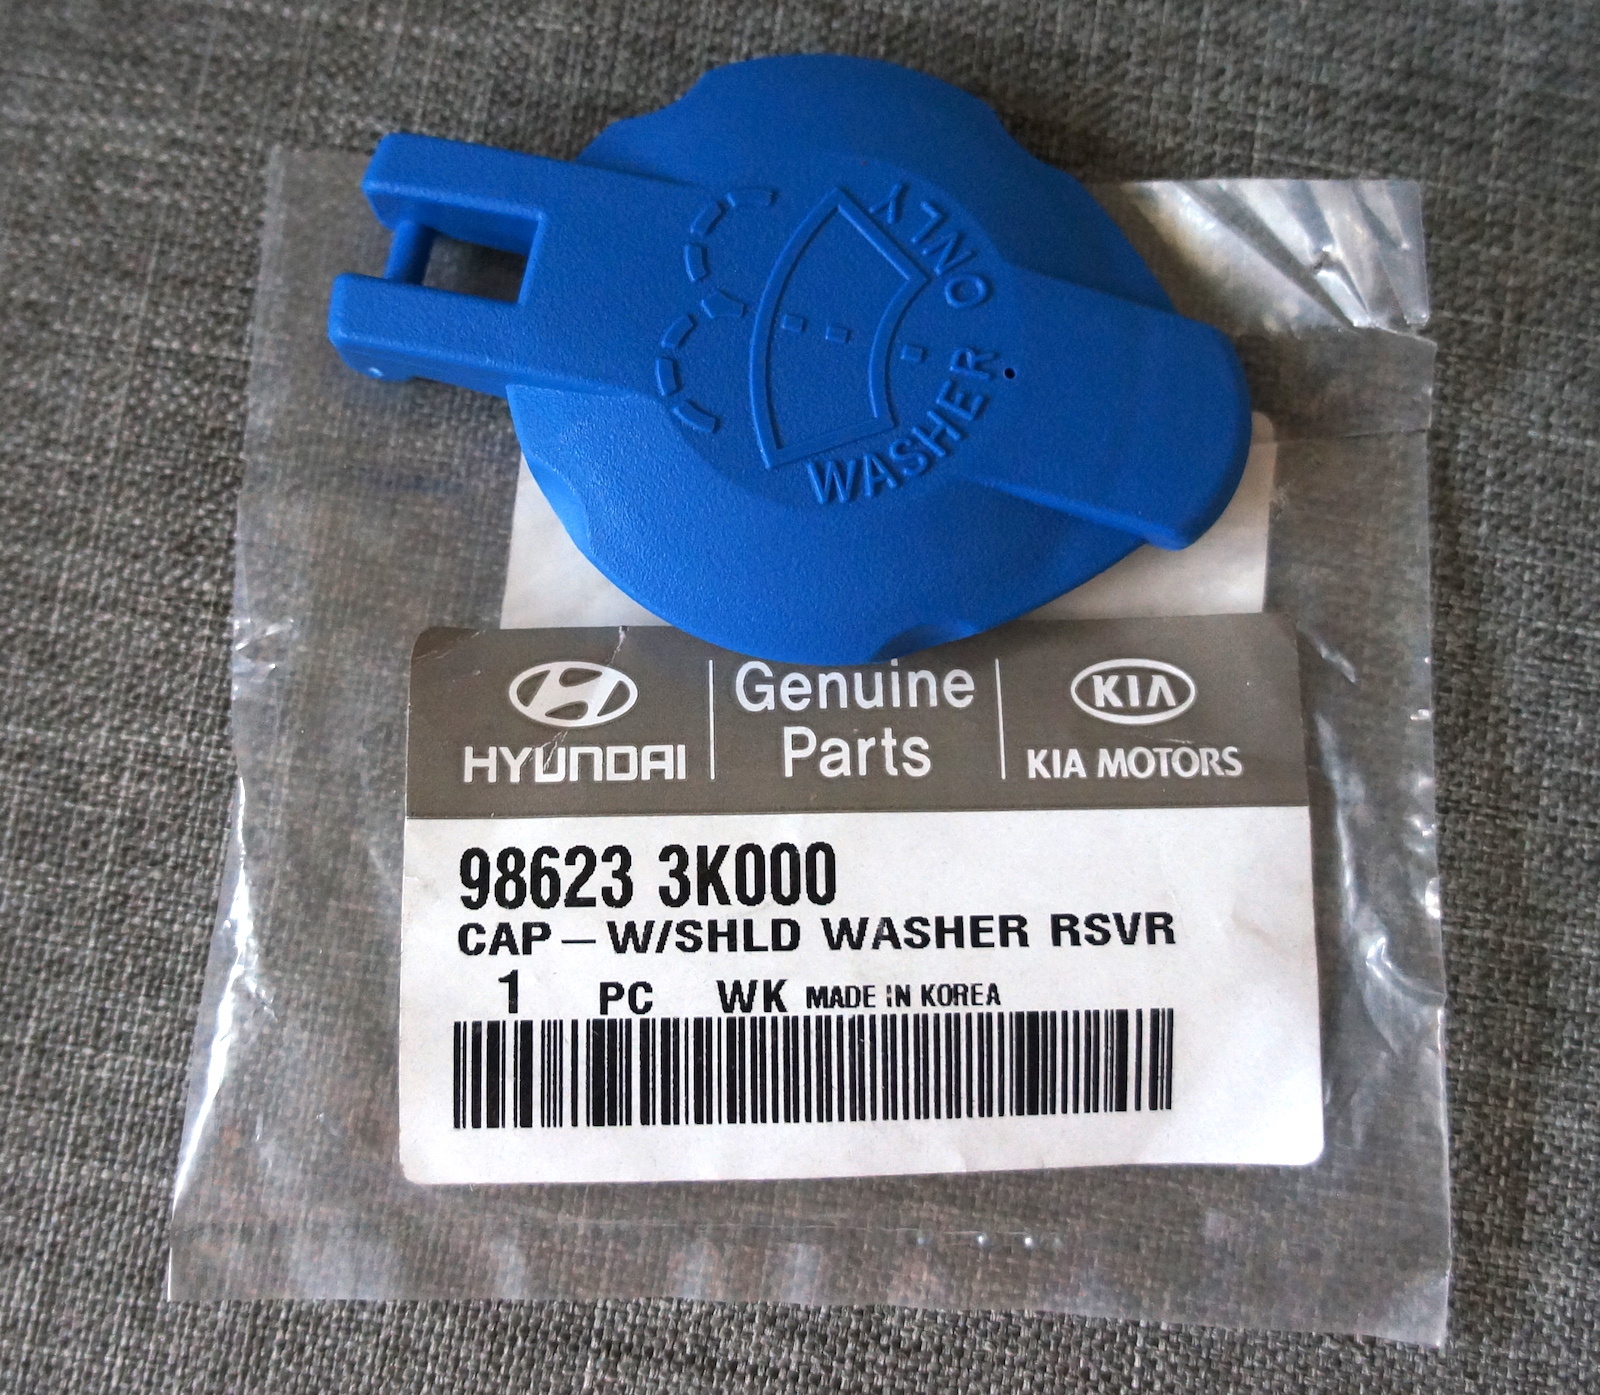 WASHER ONLY
HYUNDAI
Genuine
Parts
KIA
KIA MOTORS
98623 3K000
CAP – W/SHLD WASHER RSVR
1 PC WK MADE IN KOREA